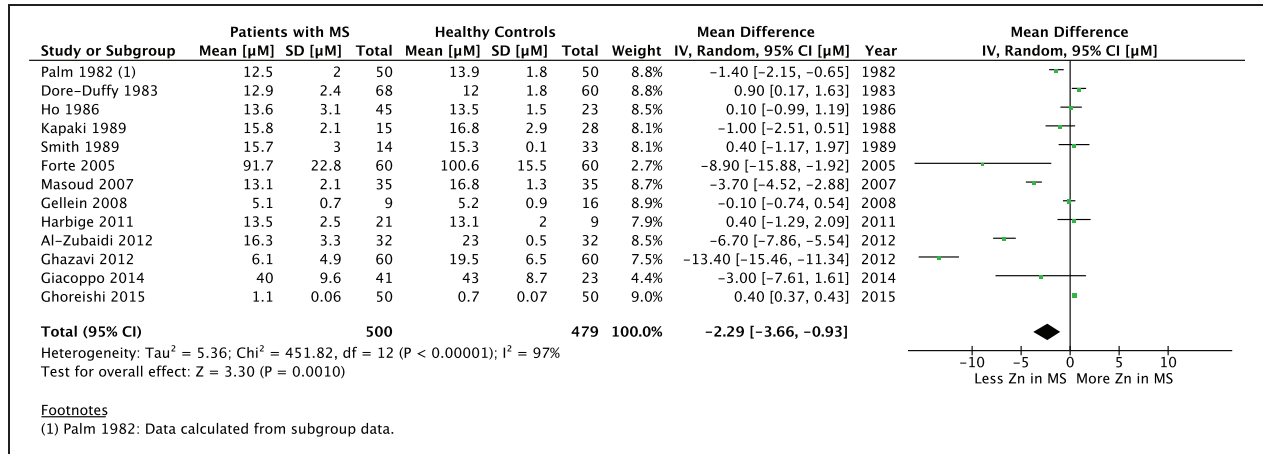 Patients with MS Healthy Controls Mean Difference Mean Difference
Study or Subgroup Mean [µM] SD [µM] Total Mean [µM] SD [µM] Total Weight IV, Random, 95% CI [µM] Year IV, Random, 95% CI [µM]
Palm 1982 (1) 12.5 2 50 13.9 1.8 50 8.8% −1.40 [−2.15, −0.65] 1982
Dore-Duffy 1983 12.9 2.4 68 12 1.8 60 8.8% 0.90 [0.17, 1.63] 1983
Ho 1986 13.6 3.1 45 13.5 1.5 23 8.6% 0.10 [−0.99, 1.19] 1986
Kapaki 1989 15.8 2.1 15 16.8 2.9 28 8.1% −1.00 [−2.51, 0.51] 1988
Smith 1989 15.7 3 14 15.3 0.1 33 8.1% 0.40 [−1.17, 1.97] 1989
Forte 2005 91.7 22.8 60 100.6 15.5 60 2.7% −8.90 [−15.88, −1.92] 2005
Masoud 2007 13.1 2.1 35 16.8 1.3 35 8.7% −3.70 [−4.52, −2.88] 2007
Gellein 2008 5.1 0.7 9 5.2 0.9 16 8.8% −0.10 [−0.74, 0.54] 2008
Harbige 2011 13.5 2.5 21 13.1 2 9 7.9% 0.40 [−1.29, 2.09] 2011
Al-Zubaidi 2012 16.3 3.3 32 23 0.5 32 8.5% −6.70 [−7.86, −5.54] 2012
Ghazavi 2012 6.1 4.9 60 19.5 6.5 60 7.5% −13.40 [−15.46, −11.34] 2012
Giacoppo 2014 40 9.6 41 43 8.7 23 4.4% −3.00 [−7.61, 1.61] 2014
Ghoreishi 2015 1.1 0.06 50 0.7 0.07 50 9.0% 0.40 [0.37, 0.43] 2015
Total (95% CI) 500 479 100.0% −2.29 [−3.66, −0.93]
Heterogeneity: Tau² = 5.36; Chi² = 451.82, df = 12 (P < 0.00001); I² = 97%
Test for overall effect: Z = 3.30 (P = 0.0010)
−10 −5 0 5 10
Less Zn in MS More Zn in MS
Footnotes
(1) Palm 1982: Data calculated from subgroup data.